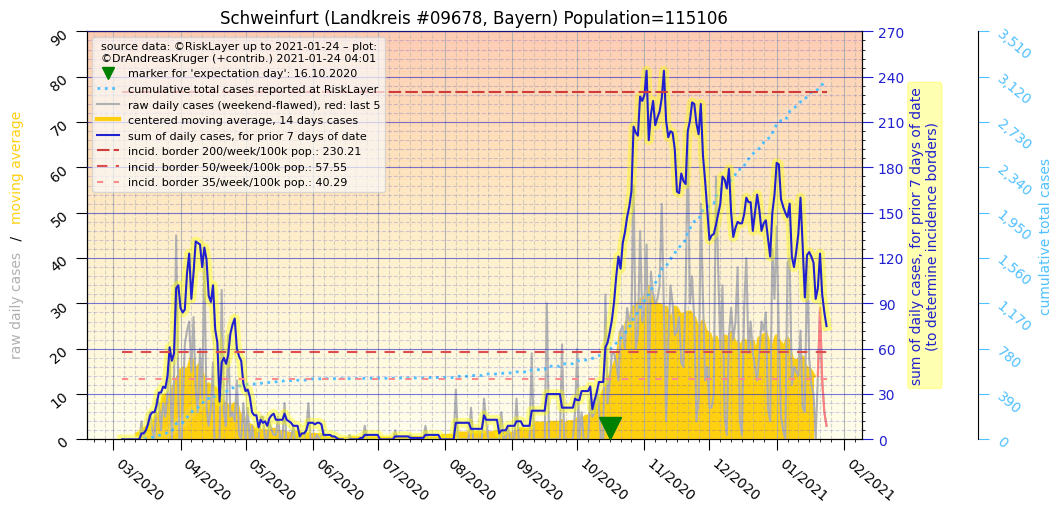 Schweinfurt (Landkreis #09678, Bayern) Population=115106
source data: ©RiskLayer up to 2021-01-24 – plot:
©DrAndreasKruger (+contrib.) 2021-01-24 04:01
marker for 'expectation day': 16.10.2020
cumulative total cases reported at RiskLayer
raw daily cases (weekend-flawed), red: last 5
centered moving average, 14 days cases
sum of daily cases, for prior 7 days of date
incid. border 200/week/100k pop.: 230.21
incid. border 50/week/100k pop.: 57.55
incid. border 35/week/100k pop.: 40.29
raw daily cases / moving average
90
80
70
60
50
40
30
20
10
0
03/2020
04/2020
05/2020
06/2020
07/2020
08/2020
09/2020
10/2020
11/2020
12/2020
01/2021
02/2021
270
240
210
180
150
120
90
60
30
0
sum of daily cases, for prior 7 days of date
(to determine incidence borders)
3,510
3,120
2,730
2,340
1,950
1,560
1,170
780
390
0
cumulative total cases